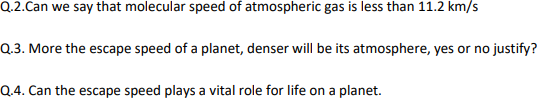 Q.2.Can we say that molecular speed of atmospheric gas is less than 11.2 km/s
Q.3. More the escape speed of a planet, denser will be its atmosphere, yes or no justify?
Q.4. Can the escape speed plays a vital role for life on a planet.